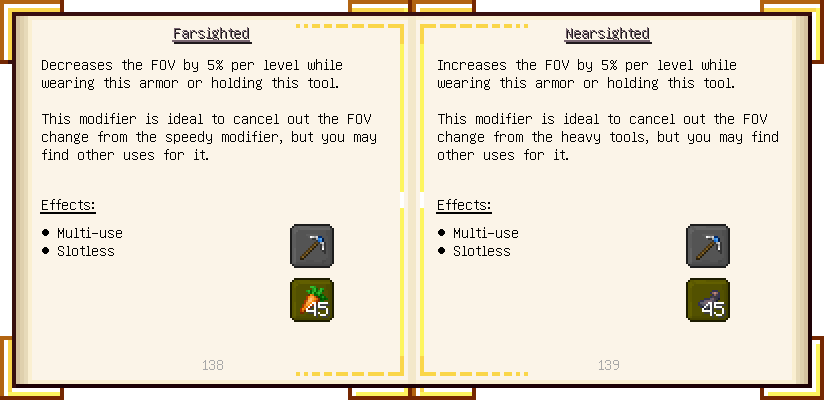 Farsighted
Decreases the FOV by 5% per level while
wearing this armor or holding this tool.
This modifier is ideal to cancel out the FOV
change from the speedy modifier, but you may
find other uses for it.
Effects:
• Multi-use
• Slotless
45
138
Nearsighted
Increases the FOV by 5% per level while
wearing this armor or holding this tool.
This modifier is ideal to cancel out the FOV
change from the heavy tools, but you may find
other uses for it.
Effects:
• Multi-use
• Slotless
45
139